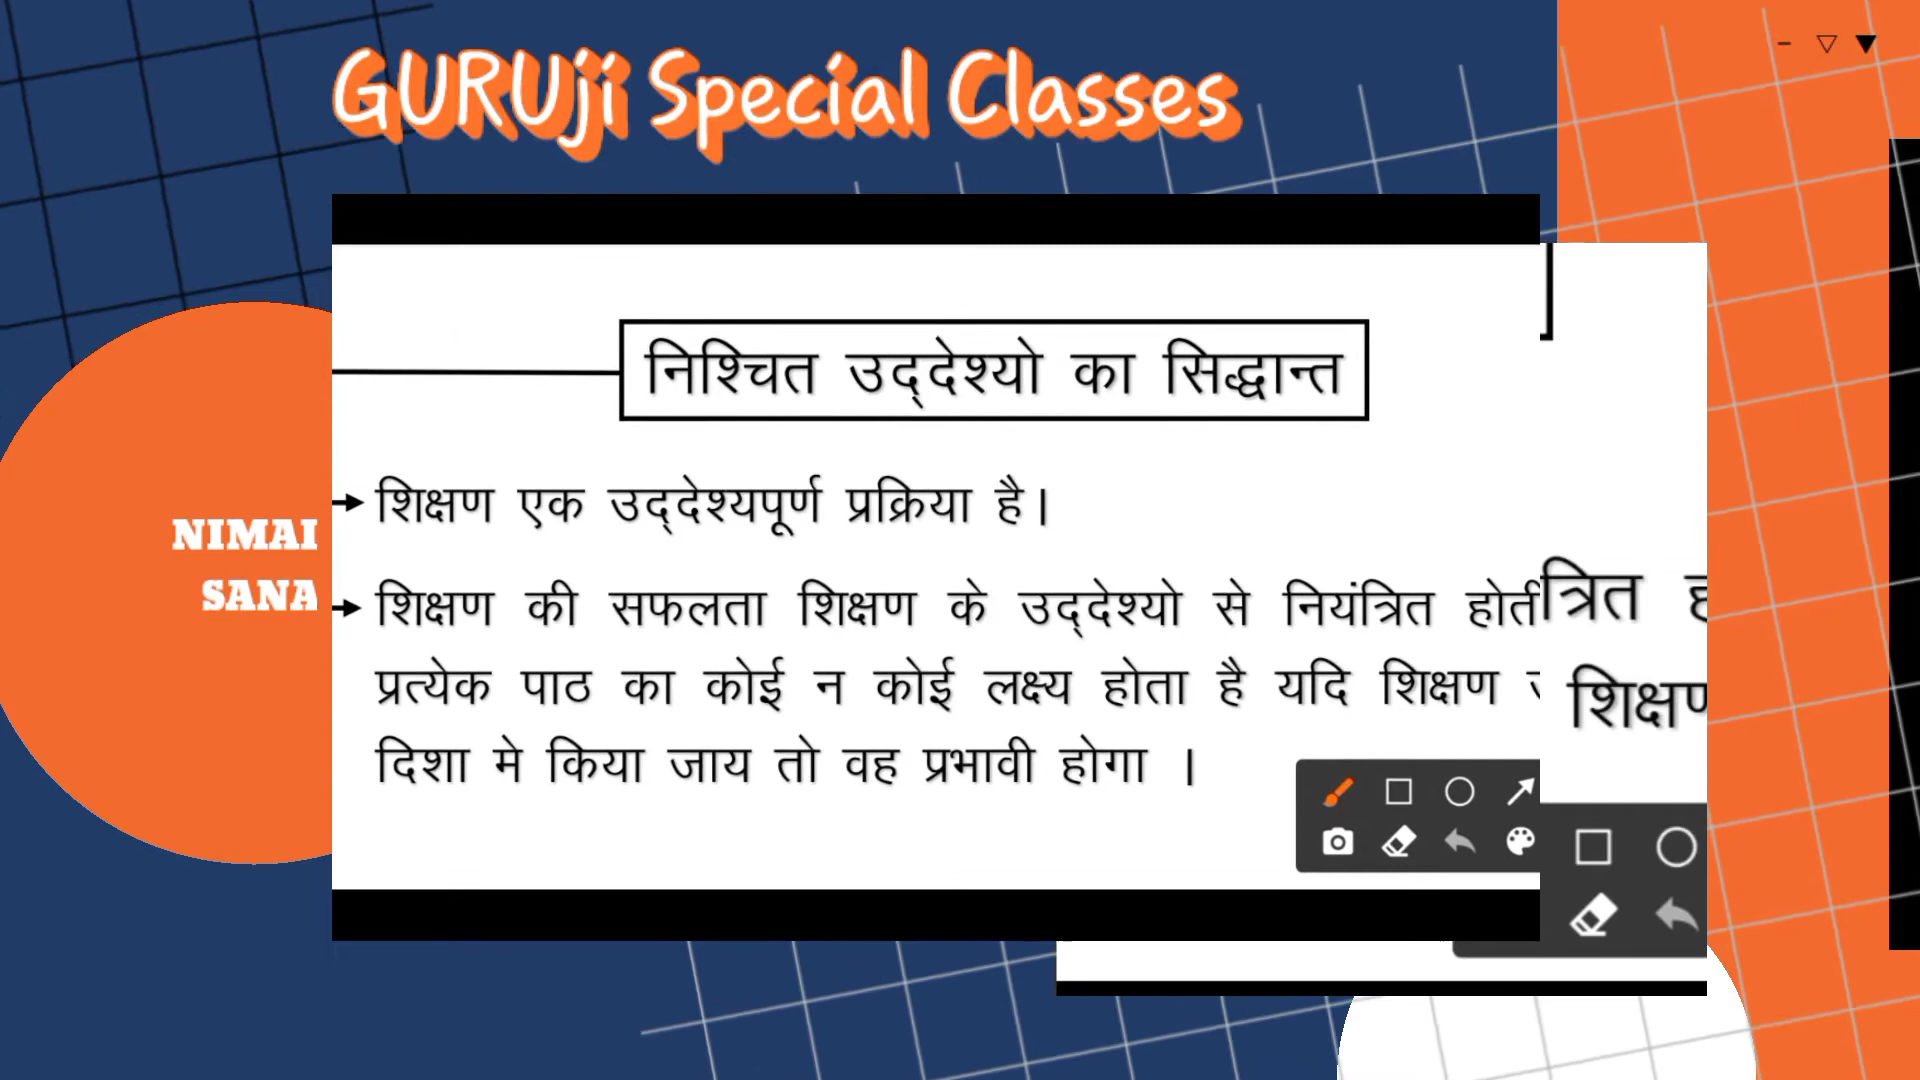 GURUji Special Classes
NIMAI
SANA
निश्चित उद्‌देश्यो का सिद्धान्त
शिक्षण एक उद्‌देश्यपूर्ण प्रक्रिया है।
शिक्षण की सफलता शिक्षण के उद्‌देश्यो से नियंत्रित होती
प्रत्येक पाठ का कोई न कोई लक्ष्य होता है यदि शिक्षण
दिशा मे किया जाय तो वह प्रभावी होगा ।
त्रित
शिक्षण